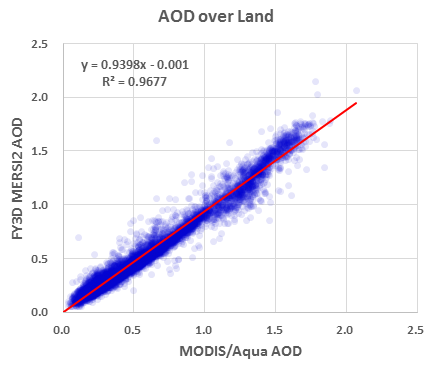 AOD over Land
y = 0.9398x - 0.001
R² = 0.9677
FY3D MERSI2 AOD
2.5
2.0
1.5
1.0
0.5
0.0
0.0 0.5 1.0 1.5 2.0 2.5
MODIS/Aqua AOD